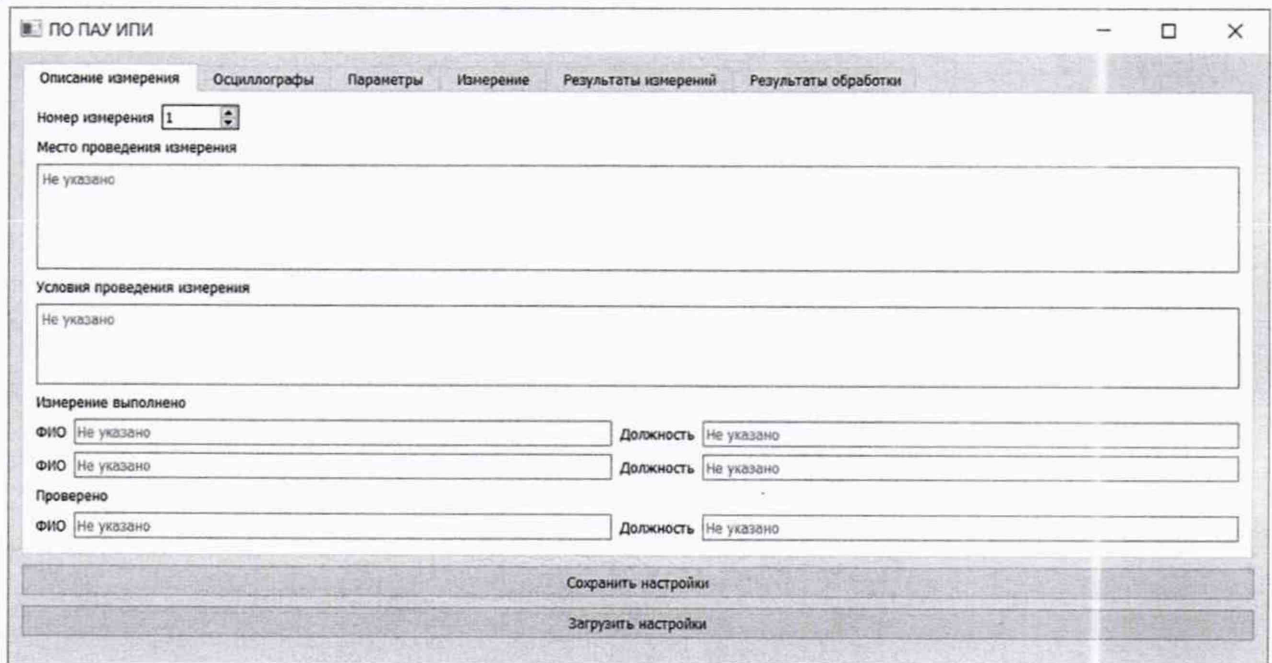 ПО ПАУ ИПИ
Описание измерения Осциллографы Параметры Измерение Результаты измерений Результаты обработки
Номер измерения 1
Место проведения измерения
Не указано
Условия проведения измерения
Не указано
Измерение выполнено
ФИО Не указано Должность Не указано
ФИО Не указано Должность Не указано
Проверено
ФИО Не указано Должность Не указано
Сохранить настройки
Загрузить настройки